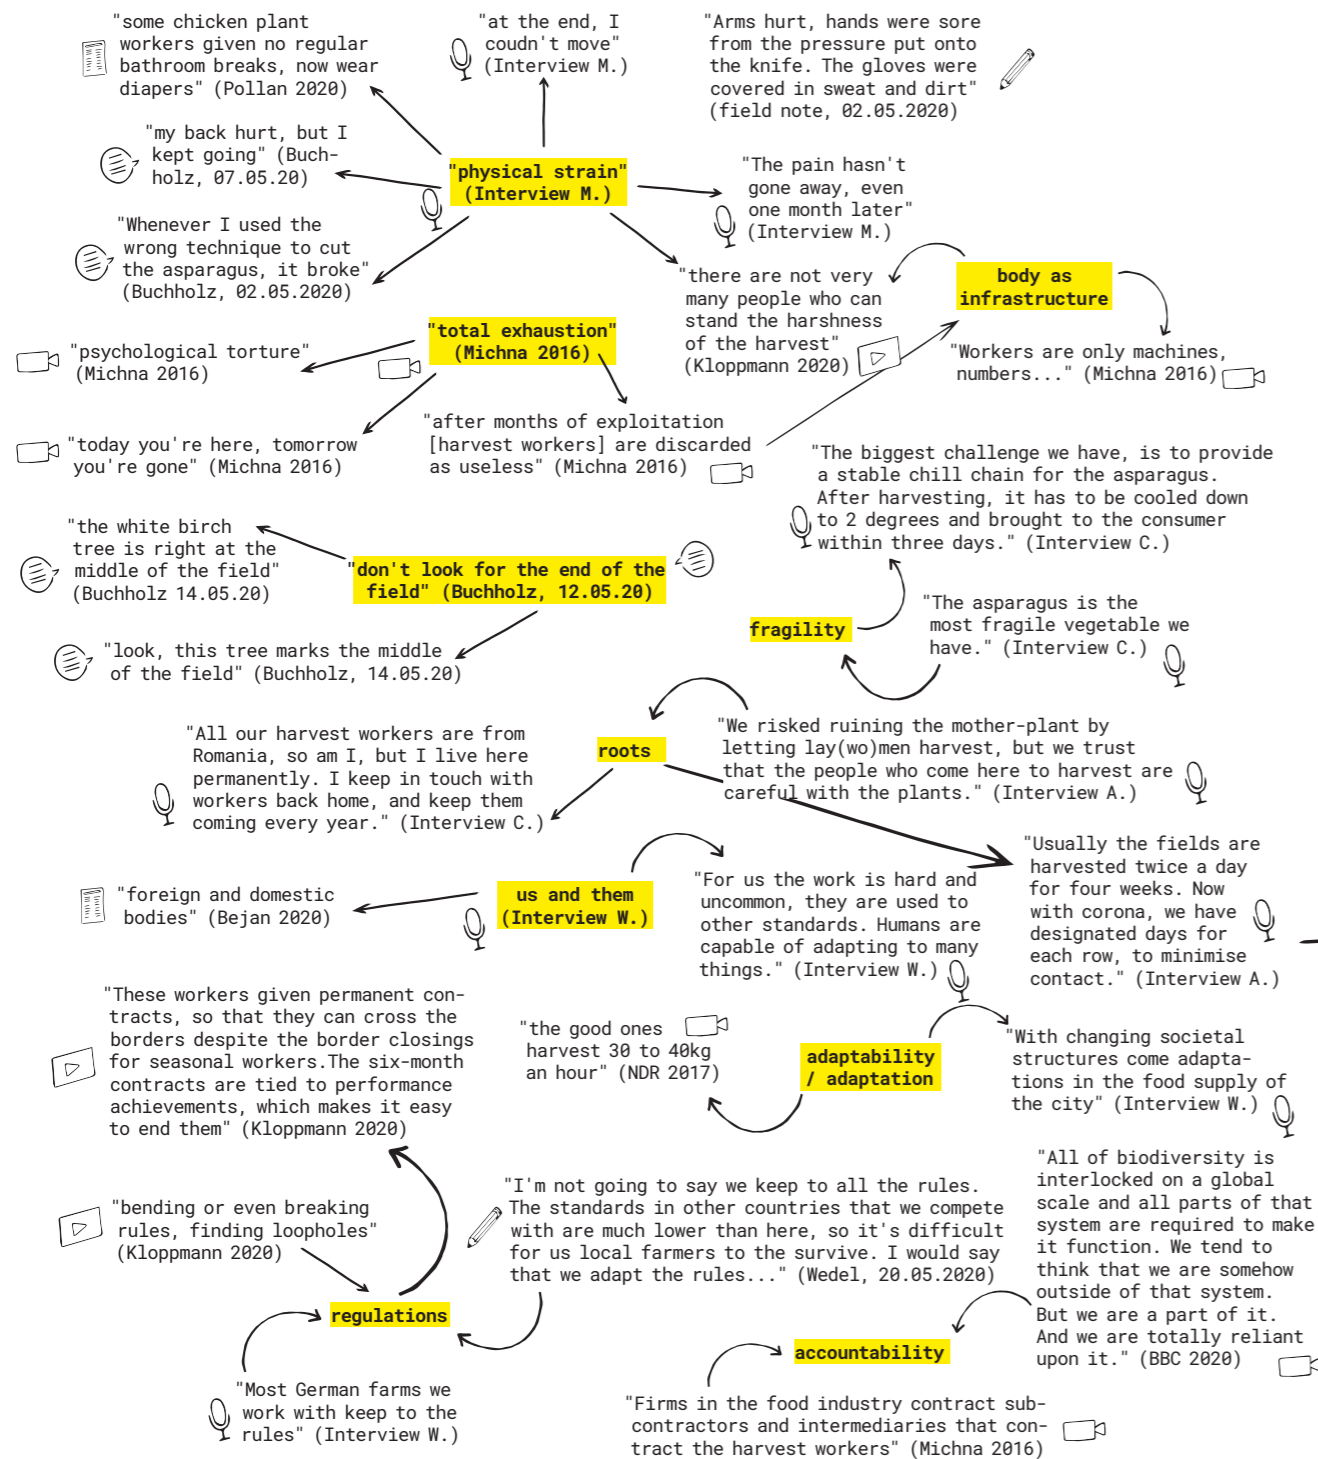 "some chicken plant
workers given no regular
bathroom breaks, now wear
diapers" (Pollan 2020)
"at the end, I
coudn't move"
(Interview M.)
"Arms hurt, hands were sore
from the pressure put onto
the knife. The gloves were
covered in sweat and dirt"
(field note, 02.05.2020)
"my back hurt, but I
kept going" (Buch-
holz, 07.05.20)
"physical strain"
(Interview M.)
"The pain hasn't
gone away, even
one month later"
(Interview M.)
"Whenever I used the
wrong technique to cut
the asparagus, it broke"
(Buchholz, 02.05.2020)
"there are not very
many people who can
stand the harshness
of the harvest"
(Kloppmann 2020)
body as
infrastructure
"total exhaustion"
(Michna 2016)
"psychological torture"
(Michna 2016)
"Workers are only machines,
numbers..." (Michna 2016)
"today you're here, tomorrow
you're gone" (Michna 2016)
"after months of exploitation
[harvest workers] are discarded
as useless" (Michna 2016)
"The biggest challenge we have, is to provide
a stable chill chain for the asparagus.
After harvesting, it has to be cooled down
to 2 degrees and brought to the consumer
within three days." (Interview C.)
"the white birch
tree is right at the
middle of the field"
(Buchholz 14.05.20)
"don't look for the end of the
field" (Buchholz, 12.05.20)
fragility
"The asparagus is the
most fragile vegetable we
have." (Interview C.)
"look, this tree marks the middle
of the field" (Buchholz, 14.05.20)
"All our harvest workers are from
Romania, so am I, but I live here
permanently. I keep in touch with
workers back home, and keep them
coming every year." (Interview C.)
roots
"We risked ruining the mother-plant by
letting lay(wo)men harvest, but we trust
that the people who come here to harvest are
careful with the plants." (Interview A.)
"Usually the fields are
harvested twice a day
for four weeks. Now
with corona, we have
designated days for
each row, to minimise
contact." (Interview A.)
"foreign and domestic
bodies" (Bejan 2020)
us and them
(Interview W.)
"For us the work is hard and
uncommon, they are used to
other standards. Humans are
capable of adapting to many
things." (Interview W.)
"These workers given permanent con-
tracts, so that they can cross the
borders despite the border closings
for seasonal workers.The six-month
contracts are tied to performance
achievements, which makes it easy
to end them" (Kloppmann 2020)
"the good ones
harvest 30 to 40kg
an hour" (NDR 2017)
adaptability
/ adaptation
"With changing societal
structures come adapta-
tions in the food supply of
the city" (Interview W.)
"bending or even breaking
rules, finding loopholes"
(Kloppmann 2020)
"I'm not going to say we keep to all the rules.
The standards in other countries that we compete
with are much lower than here, so it's difficult
for us local farmers to the survive. I would say
that we adapt the rules..." (Wedel, 20.05.2020)
"All of biodiversity is
interlocked on a global
scale and all parts of that
system are required to make
it function. We tend to
think that we are somehow
outside of that system.
But we are a part of it.
And we are totally reliant
upon it." (BBC 2020)
regulations
accountability
"Most German farms we
work with keep to the
rules" (Interview W.)
"Firms in the food industry contract sub-
contractors and intermediaries that con-
tract the harvest workers" (Michna 2016)